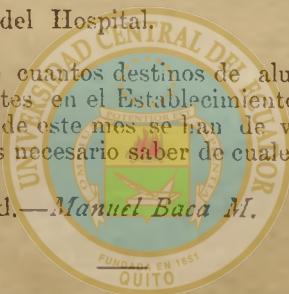 del Hospital.
cuantos destinos de alu
tes en el Establecimiento
de este mes se han de v
s necesario saber de cuale
d.—Manuel Baca M.
UNIVERSIDAD CENTRAL DEL ECUADOR
FUNDADA EN 1651
QUITO